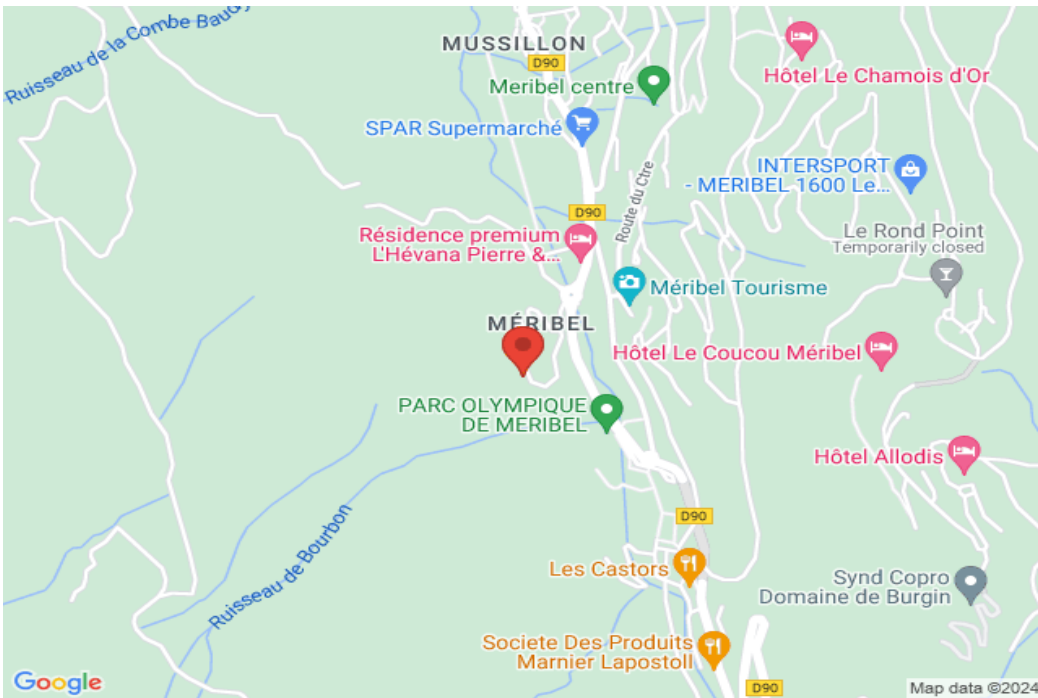 Ruisseau de la Combe Baudy
MUSSILLON
D90
Meribel centre
Hôtel Le Chamois d'Or
SPAR Supermarché
INTERSPORT
- MERIBEL 1600 Le...
D90
Route du Ctre
Résidence premium
L'Hévana Pierre &...
Le Rond Point
Temporarily closed
Méribel Tourisme
MÉRIBEL
Hôtel Le Coucou Méribel
PARC OLYMPIQUE
DE MERIBEL
Hôtel Allodis
D90
Ruisseau de Bourbon
Les Castors
Synd Copro
Domaine de Burgin
Societe Des Produits
Marnier Lapostoll
Google
D90
Map data ©2024